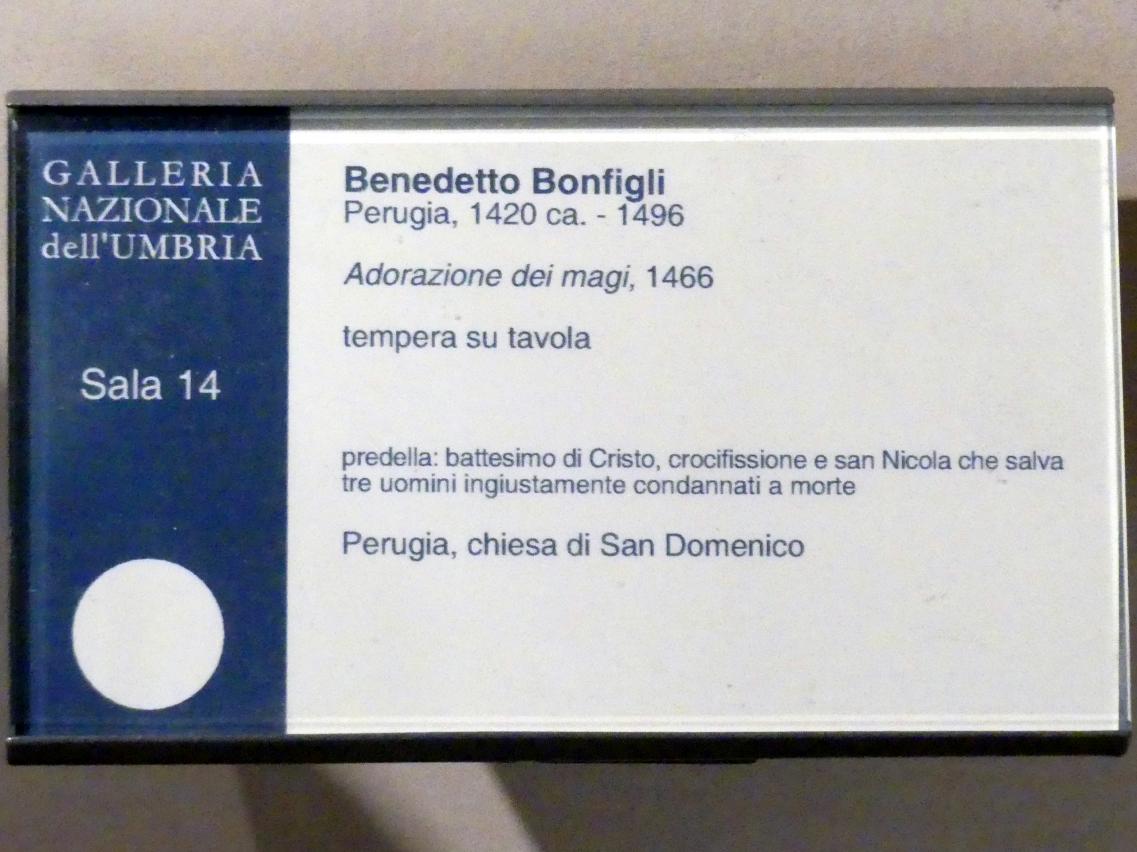 GALLERIA
NAZIONALE
dell'UMBRIA
Sala 14
Benedetto Bonfigli
Perugia, 1420 ca. - 1496
Adorazione dei magi, 1466
tempera su tavola
predella: battesimo di Cristo, crocifissione e san Nicola che salva
tre uomini ingiustamente condannati a morte
Perugia, chiesa di San Domenico